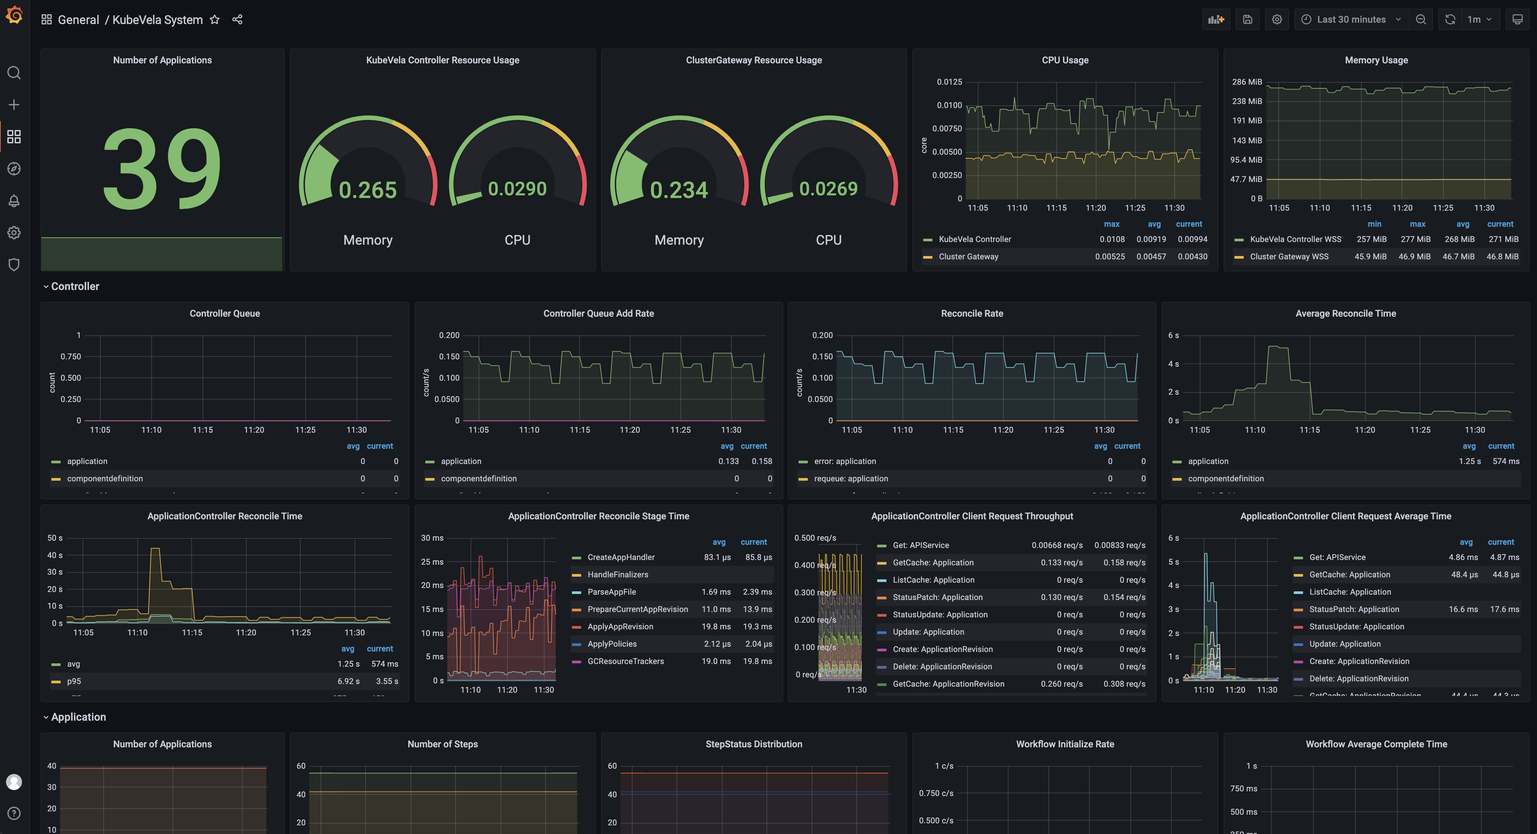 General / KubeVela System
Last 30 minutes
1m
Number of Applications
39
KubeVela Controller Resource Usage
0.265
0.0290
Memory
CPU
ClusterGateway Resource Usage
0.234
0.0269
Memory
CPU
CPU Usage
core
0.0125
0.0100
0.00750
0.00500
0.00250
0
11:05 11:10 11:15 11:20 11:25 11:30
max avg current
KubeVela Controller 0.0108 0.00919 0.00994
Cluster Gateway 0.00525 0.00457 0.00430
Memory Usage
286 MiB
238 MiB
191 MiB
143 MiB
95.4 MiB
47.7 MiB
0 B
11:05 11:10 11:15 11:20 11:25 11:30
min max avg current
KubeVela Controller WSS 257 MiB 277 MiB 268 MiB 271 MiB
Cluster Gateway WSS 45.9 MiB 46.9 MiB 46.7 MiB 46.8 MiB
Controller
Controller Queue
count
1
0.750
0.500
0.250
0
11:05 11:10 11:15 11:20 11:25 11:30
avg current
application 0 0
componentdefinition 0 0
Controller Queue Add Rate
count/s
0.200
0.150
0.100
0.0500
0
11:05 11:10 11:15 11:20 11:25 11:30
avg current
application 0.133 0.158
componentdefinition 0 0
Reconcile Rate
count/s
0.200
0.150
0.100
0.0500
0
11:05 11:10 11:15 11:20 11:25 11:30
avg current
error: application 0 0
requeue: application 0 0
Average Reconcile Time
6 s
4 s
2 s
0 s
11:05 11:10 11:15 11:20 11:25 11:30
avg current
application 1.25 s 574 ms
componentdefinition
ApplicationController Reconcile Time
50 s
40 s
30 s
20 s
10 s
0 s
11:05 11:10 11:15 11:20 11:25 11:30
avg current
avg 1.25 s 574 ms
p95 6.92 s 3.55 s
ApplicationController Reconcile Stage Time
30 ms
25 ms
20 ms
15 ms
10 ms
5 ms
0 s
11:10 11:20 11:30
avg current
CreateAppHandler 83.1 µs 85.8 µs
HandleFinalizers
ParseAppFile 1.69 ms 2.39 ms
PrepareCurrentAppRevision 11.0 ms 13.9 ms
ApplyAppRevision 19.8 ms 19.3 ms
ApplyPolicies 2.12 µs 2.04 µs
GCResourceTrackers 19.0 ms 19.8 ms
ApplicationController Client Request Throughput
0.500 req/s
0.400 req/s
0.300 req/s
0.200 req/s
0.100 req/s
0 req/s
11:30
Get: APIService 0.00668 req/s 0.00833 req/s
GetCache: Application 0.133 req/s 0.158 req/s
ListCache: Application 0 req/s 0 req/s
StatusPatch: Application 0.130 req/s 0.154 req/s
StatusUpdate: Application 0 req/s 0 req/s
Update: Application 0 req/s 0 req/s
Create: ApplicationRevision 0 req/s 0 req/s
Delete: ApplicationRevision 0 req/s 0 req/s
GetCache: ApplicationRevision 0.260 req/s 0.308 req/s
ApplicationController Client Request Average Time
6 s
5 s
4 s
3 s
2 s
1 s
0 s
11:10 11:20 11:30
avg current
Get: APIService 4.86 ms 4.87 ms
GetCache: Application 48.4 µs 44.8 µs
ListCache: Application
StatusPatch: Application 16.6 ms 17.6 ms
StatusUpdate: Application
Update: Application
Create: ApplicationRevision
Delete: ApplicationRevision
GetCache: ApplicationRevision
Application
Number of Applications
40
30
20
10
Number of Steps
60
40
20
StepStatus Distribution
60
40
20
Workflow Initialize Rate
1 c/s
0.750 c/s
0.500 c/s
Workflow Average Complete Time
1 s
750 ms
500 ms